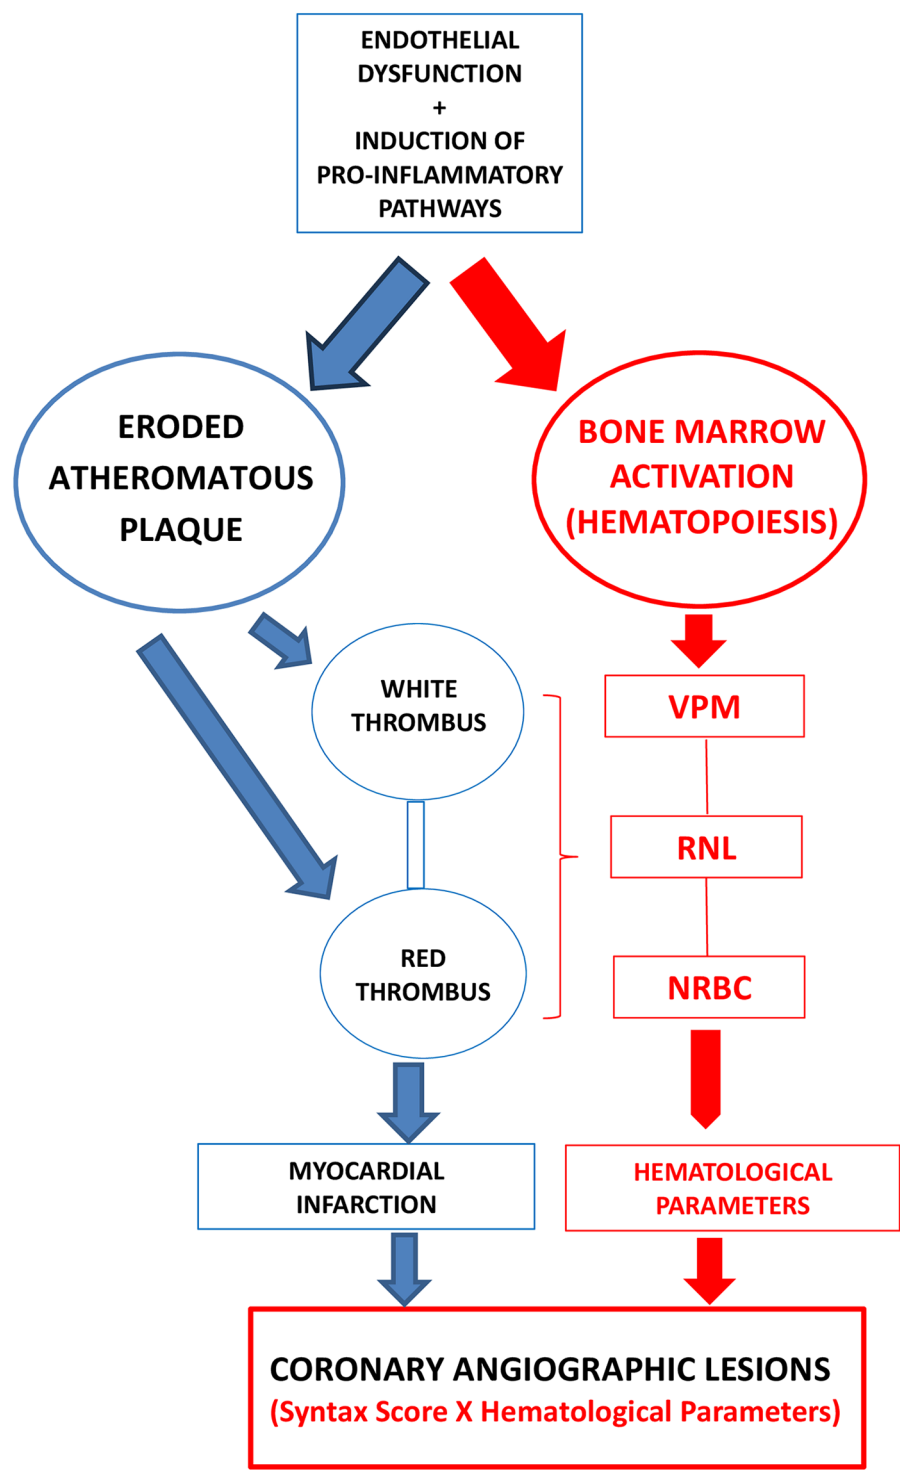 ENDOTHELIAL
DYSFUNCTION
+
INDUCTION OF
PRO-INFLAMMATORY
PATHWAYS
ERODED
ATHEROMATOUS
PLAQUE
BONE MARROW
ACTIVATION
(HEMATOPOIESIS)
WHITE
THROMBUS
VPM
RNL
RED
THROMBUS
NRBC
MYOCARDIAL
INFARCTION
HEMATOLOGICAL
PARAMETERS
CORONARY ANGIOGRAPHIC LESIONS
(Syntax Score X Hematological Parameters)